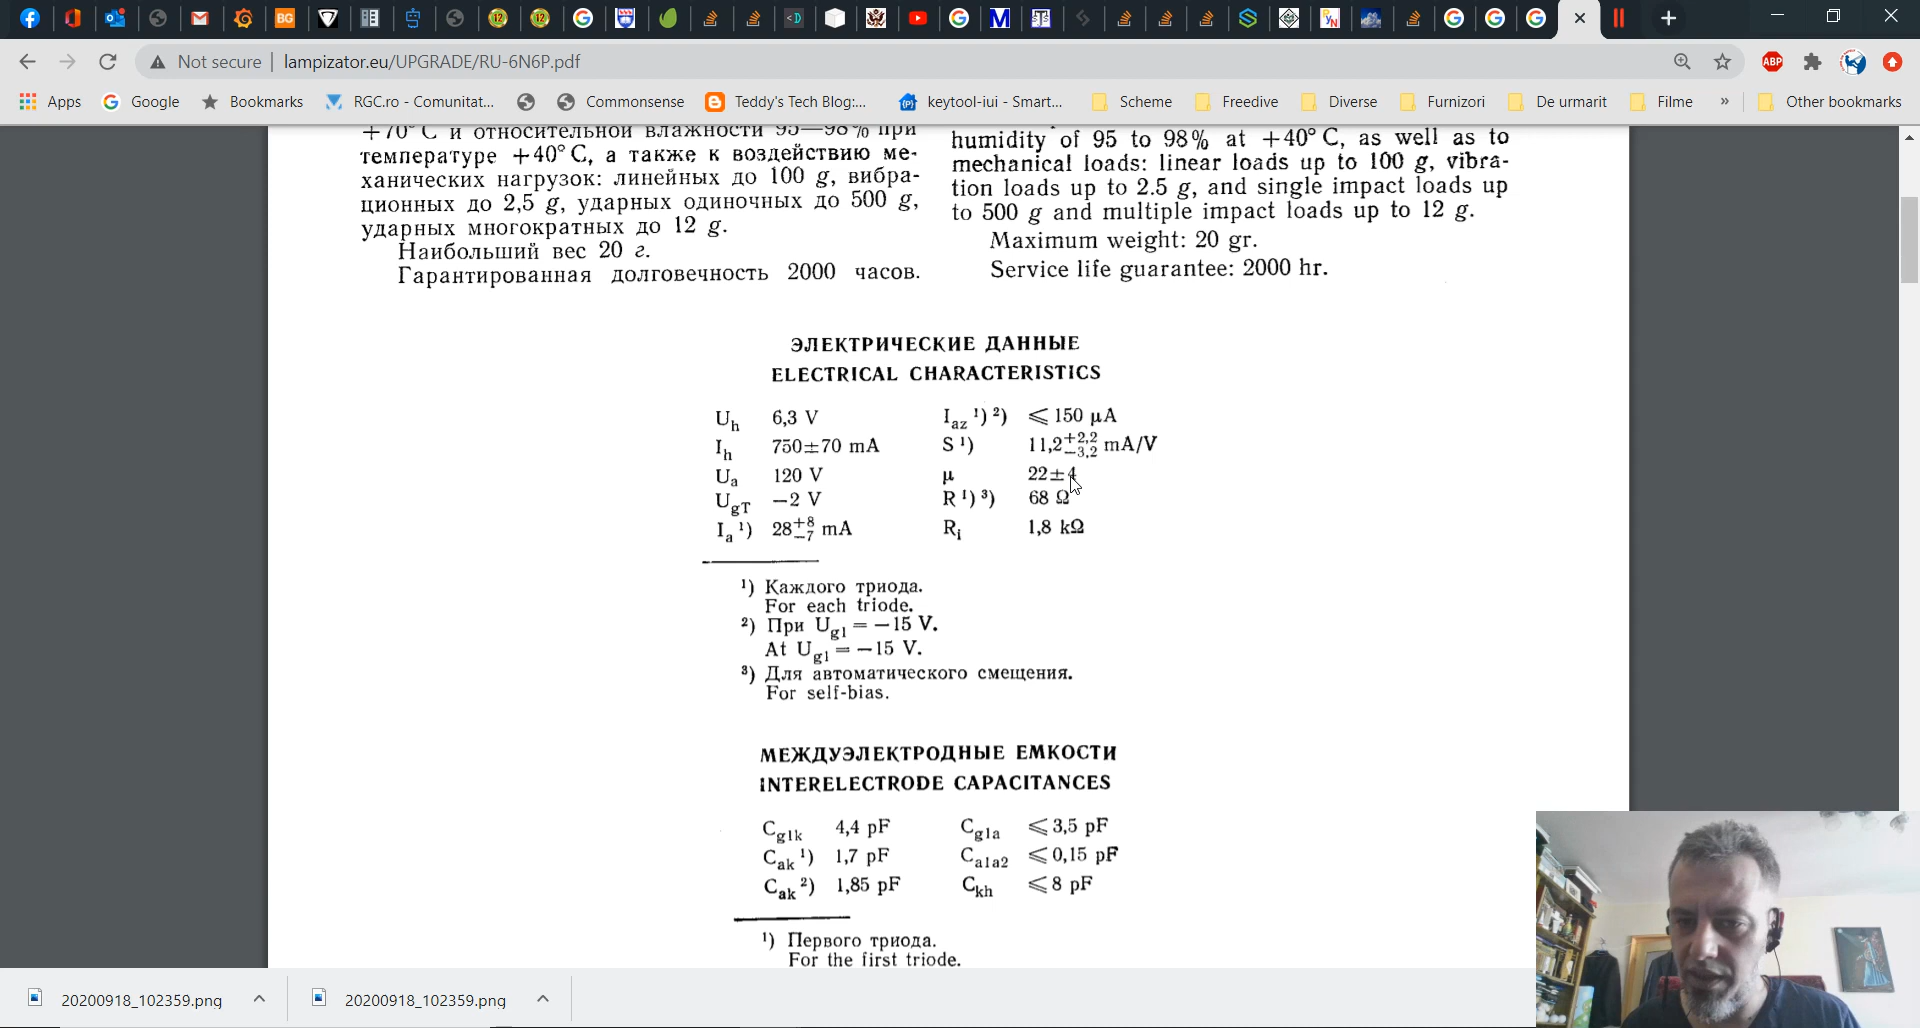 BG
12
12
Not secure
lampizator.eu/UPGRADE/RU-6N6P.pdf
ABP
Apps
Google
Bookmarks
RGC.ro - Comunitat...
Commonsense
Teddy's Tech Blog:...
keytool-iui - Smart...
Scheme
Freedive
Diverse
Furnizori
De urmarit
Filme
»
Other bookmarks
+70° C и относительной влажности 95—98% при
температуре +40° C, а также к воздействию ме-
ханических нагрузок: линейных до 100 g, вибра-
ционных до 2,5 g, ударных одиночных до 500 g,
ударных многократных до 12 g.
Наибольший вес 20 г.
Гарантированная долговечность 2000 часов.
humidity of 95 to 98% at +40° C, as well as to
mechanical loads: linear loads up to 100 g, vibra-
tion loads up to 2.5 g, and single impact loads up
to 500 g and multiple impact loads up to 12 g.
Maximum weight: 20 gr.
Service life guarantee: 2000 hr.
ЭЛЕКТРИЧЕСКИЕ ДАННЫЕ
ELECTRICAL CHARACTERISTICS
Uh 6,3 V
Ih 750±70 mA
Ua 120 V
UgT −2 V
Ia ¹) 28+8−7 mA
Iaz ¹) ²) ⩽ 150 μA
S ¹) 11,2+2,2−3,2 mA/V
μ 22±4
R ¹) ³) 68 Ω
Ri 1,8 kΩ
¹) Каждого триода.
For each triode.
²) При Ug1 = −15 V.
At Ug1 = −15 V.
³) Для автоматического смещения.
For self-bias.
МЕЖДУЭЛЕКТРОДНЫЕ ЕМКОСТИ
INTERELECTRODE CAPACITANCES
Cg1k 4,4 pF
Cak ¹) 1,7 pF
Cak ²) 1,85 pF
Cg1a ⩽ 3,5 pF
Ca1a2 ⩽ 0,15 pF
Ckh ⩽ 8 pF
¹) Первого триода.
For the first triode.
20200918_102359.png
20200918_102359.png